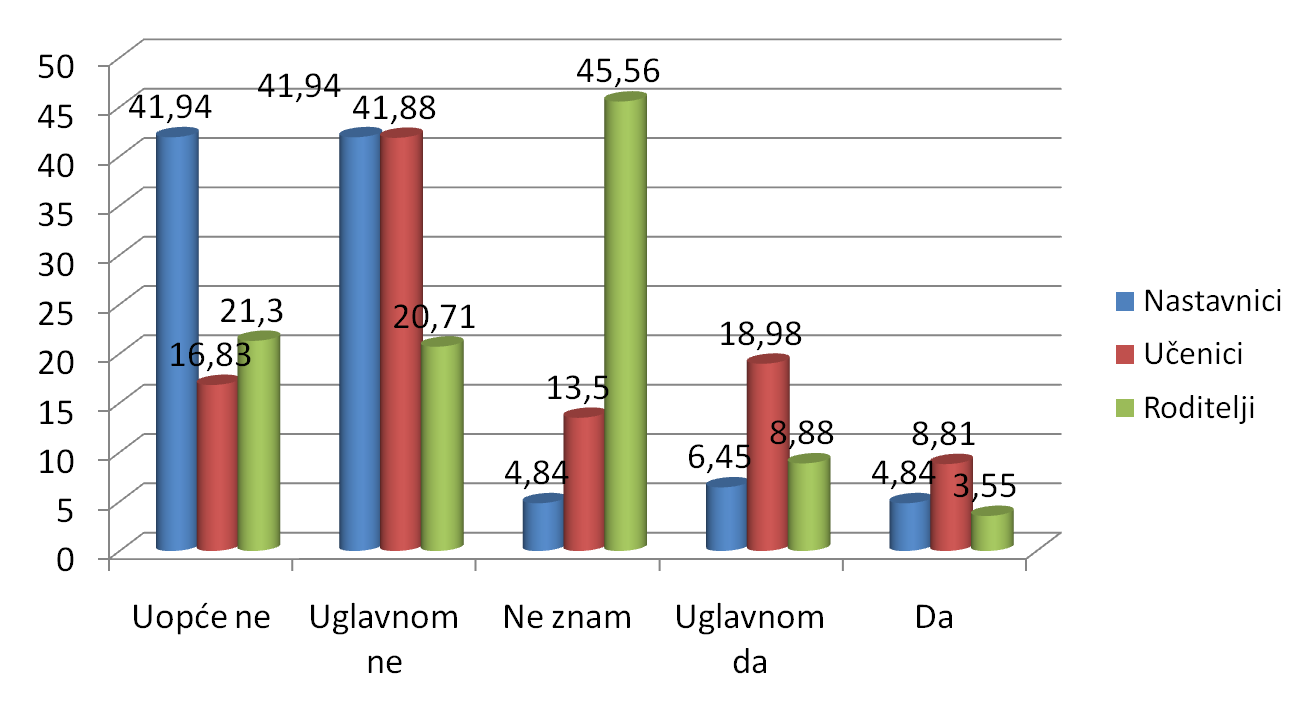 50
45
40
35
30
25
20
15
10
5
0
41,94
16,83
21,3
41,94
41,88
20,71
4,84
13,5
45,56
6,45
18,98
8,88
4,84
8,81
3,55
Uopće ne
Uglavnom
ne
Ne znam
Uglavnom
da
Da
Nastavnici
Učenici
Roditelji